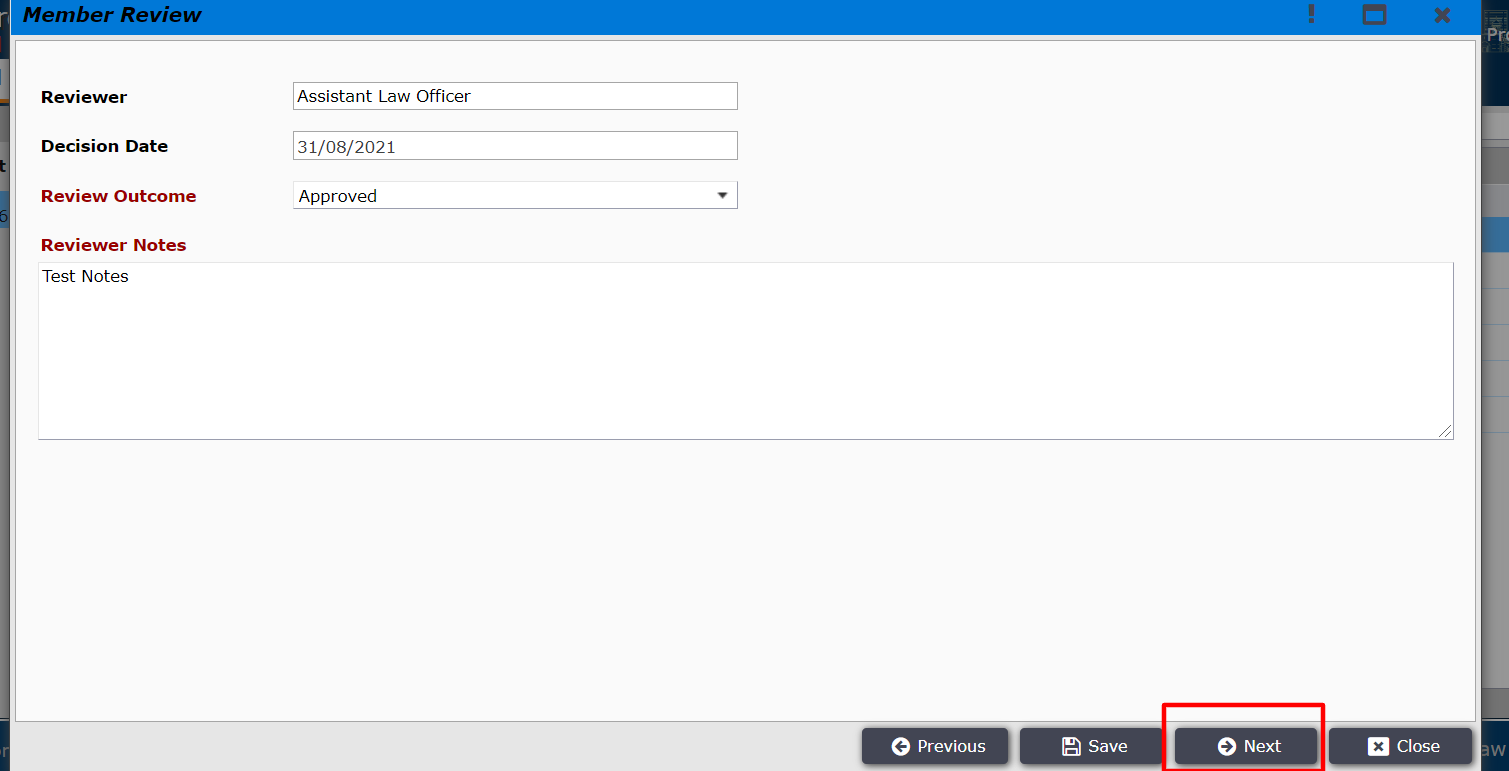 Member Review
Reviewer
Assistant Law Officer
Decision Date
31/08/2021
Review Outcome
Approved
Reviewer Notes
Test Notes
Previous
Save
Next
Close